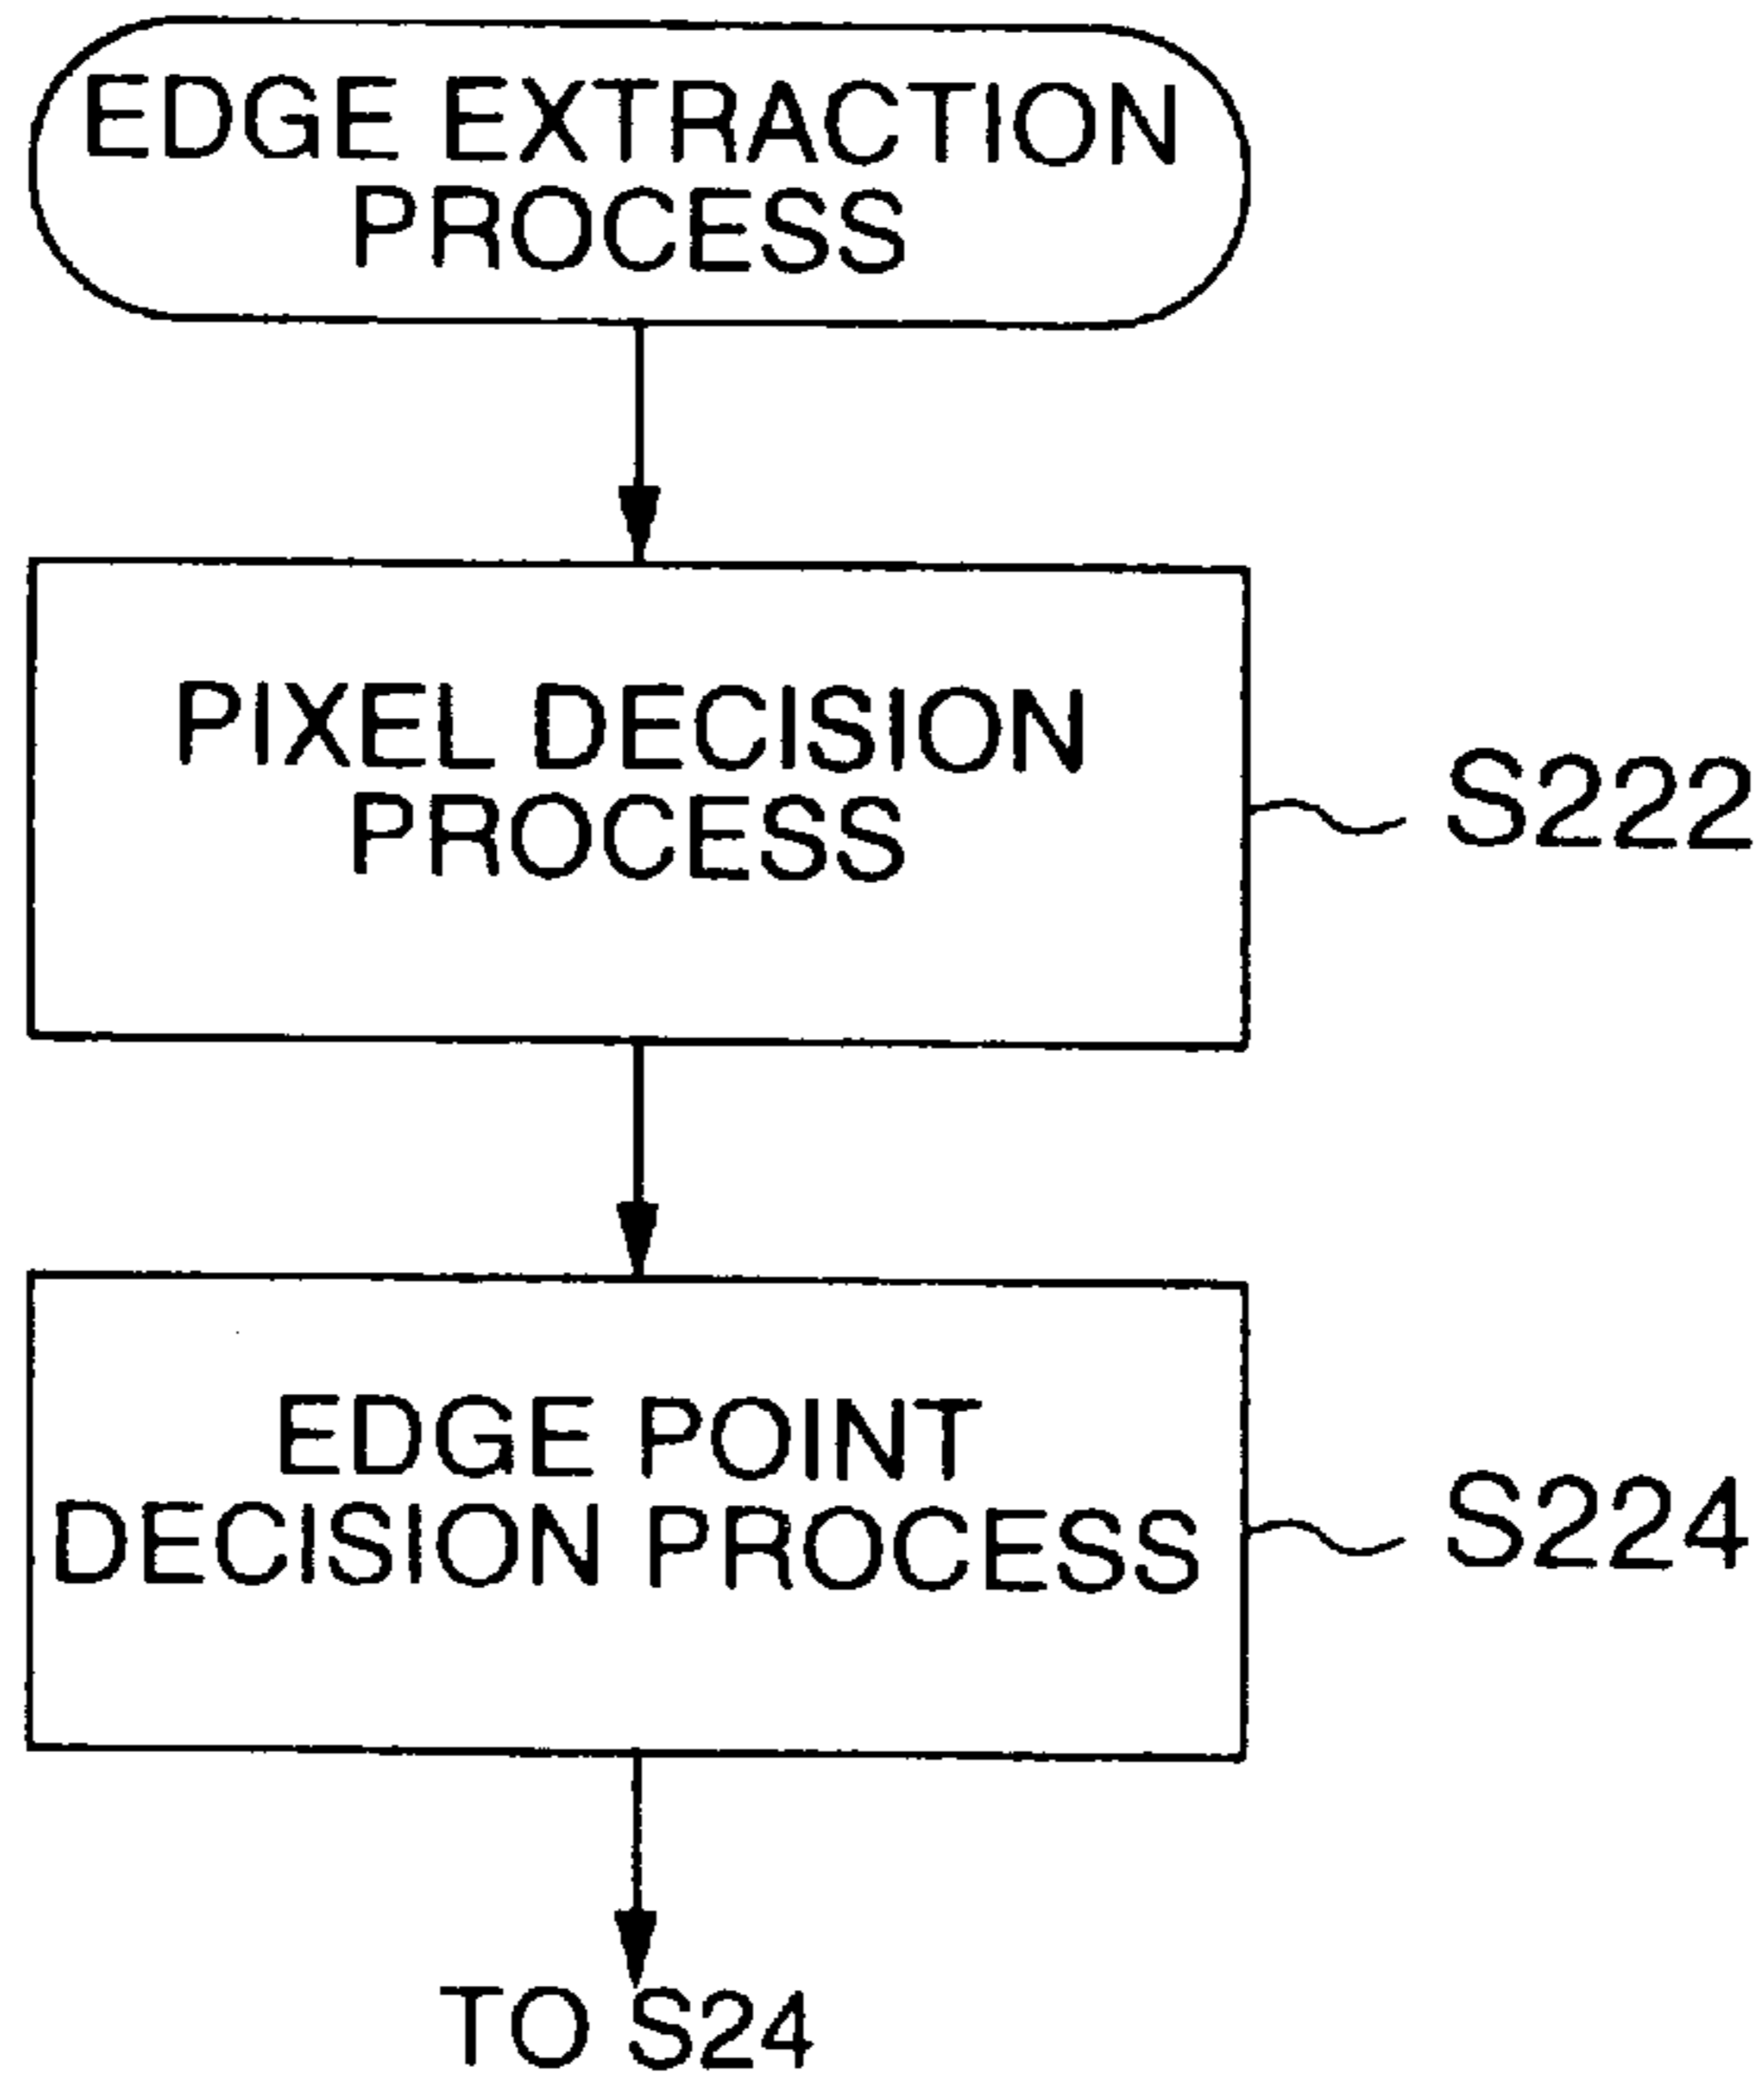 EDGE EXTRACTION
PROCESS
PIXEL DECISION
PROCESS
S222
EDGE POINT
DECISION PROCESS
S224
TO S24